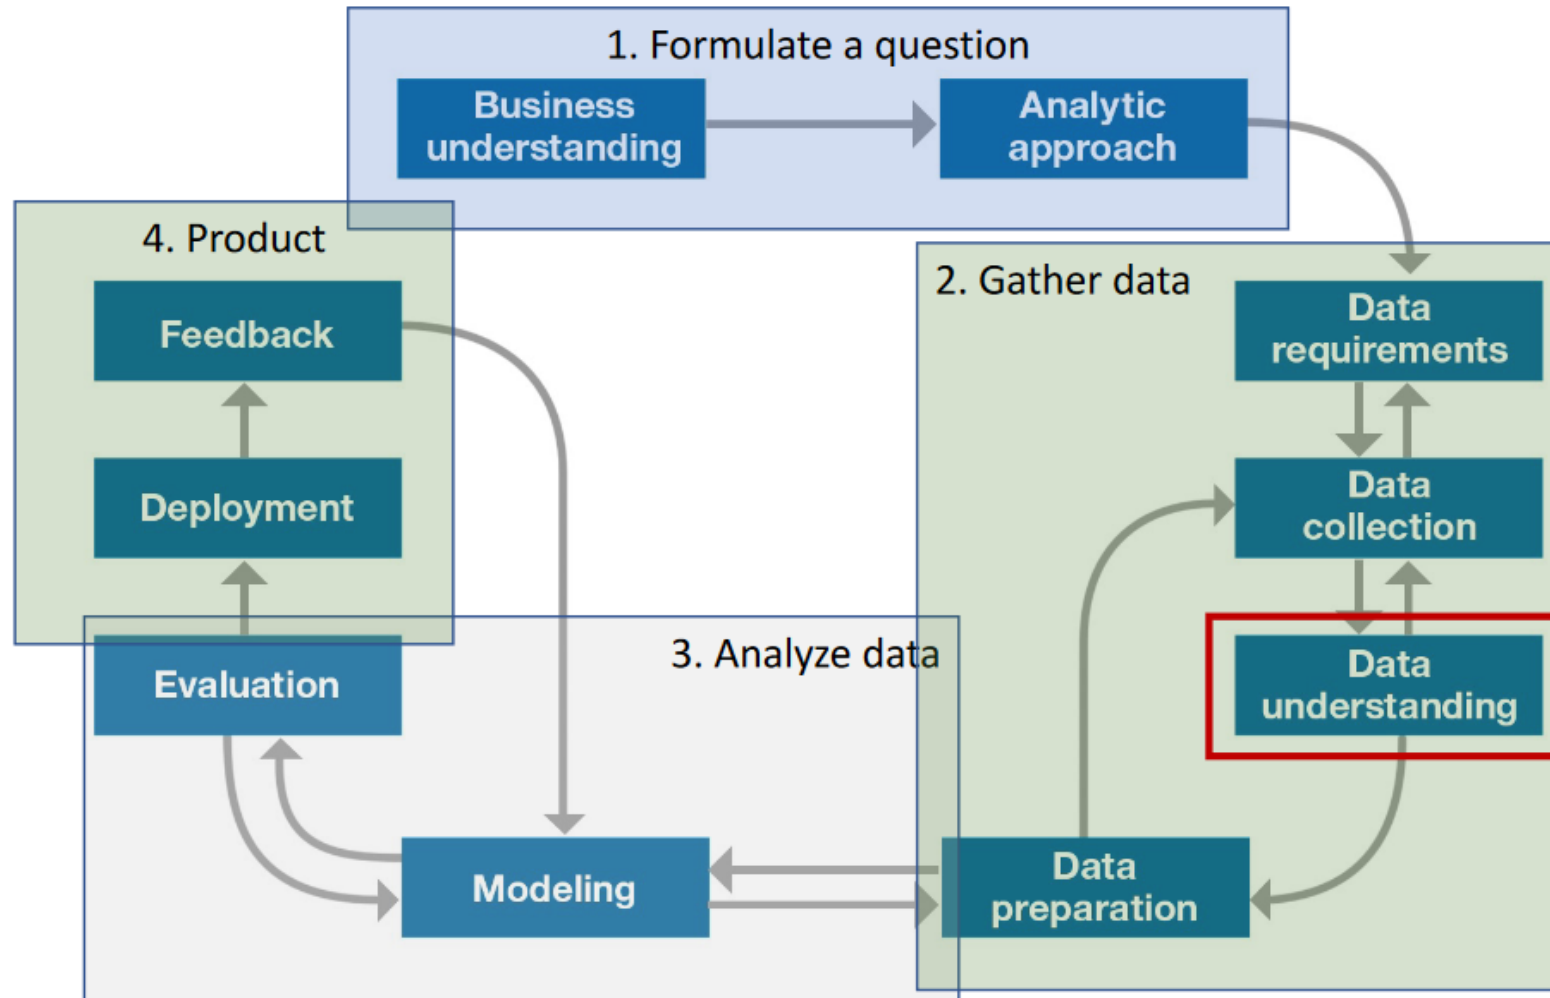 1. Formulate a question
Business
understanding
Analytic
approach
4. Product
Feedback
Deployment
2. Gather data
Data
requirements
Data
collection
Data
understanding
Evaluation
3. Analyze data
Modeling
Data
preparation